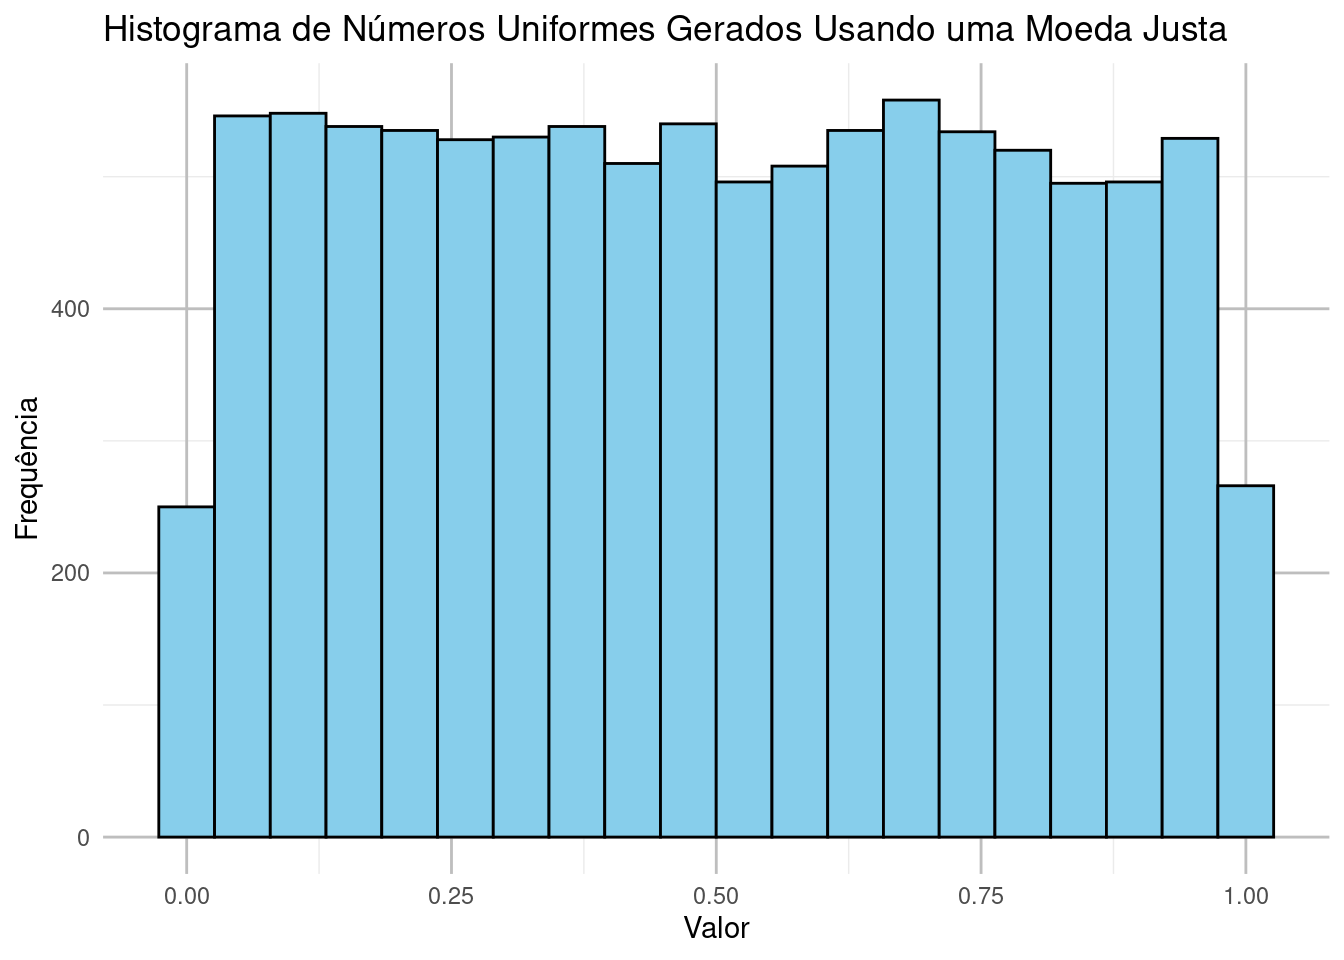 Histograma de Números Uniformes Gerados Usando uma Moeda Justa
Frequência
400
200
0
0.00 0.25 0.50 0.75 1.00
Valor